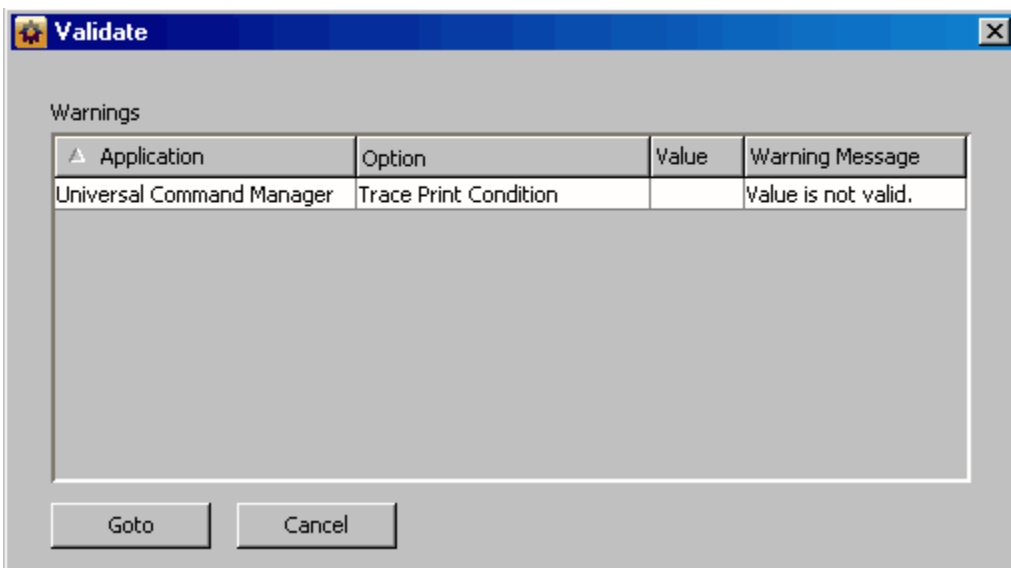 Validate
Warnings
Application Option Value Warning Message
Universal Command Manager Trace Print Condition Value is not valid.
Goto Cancel